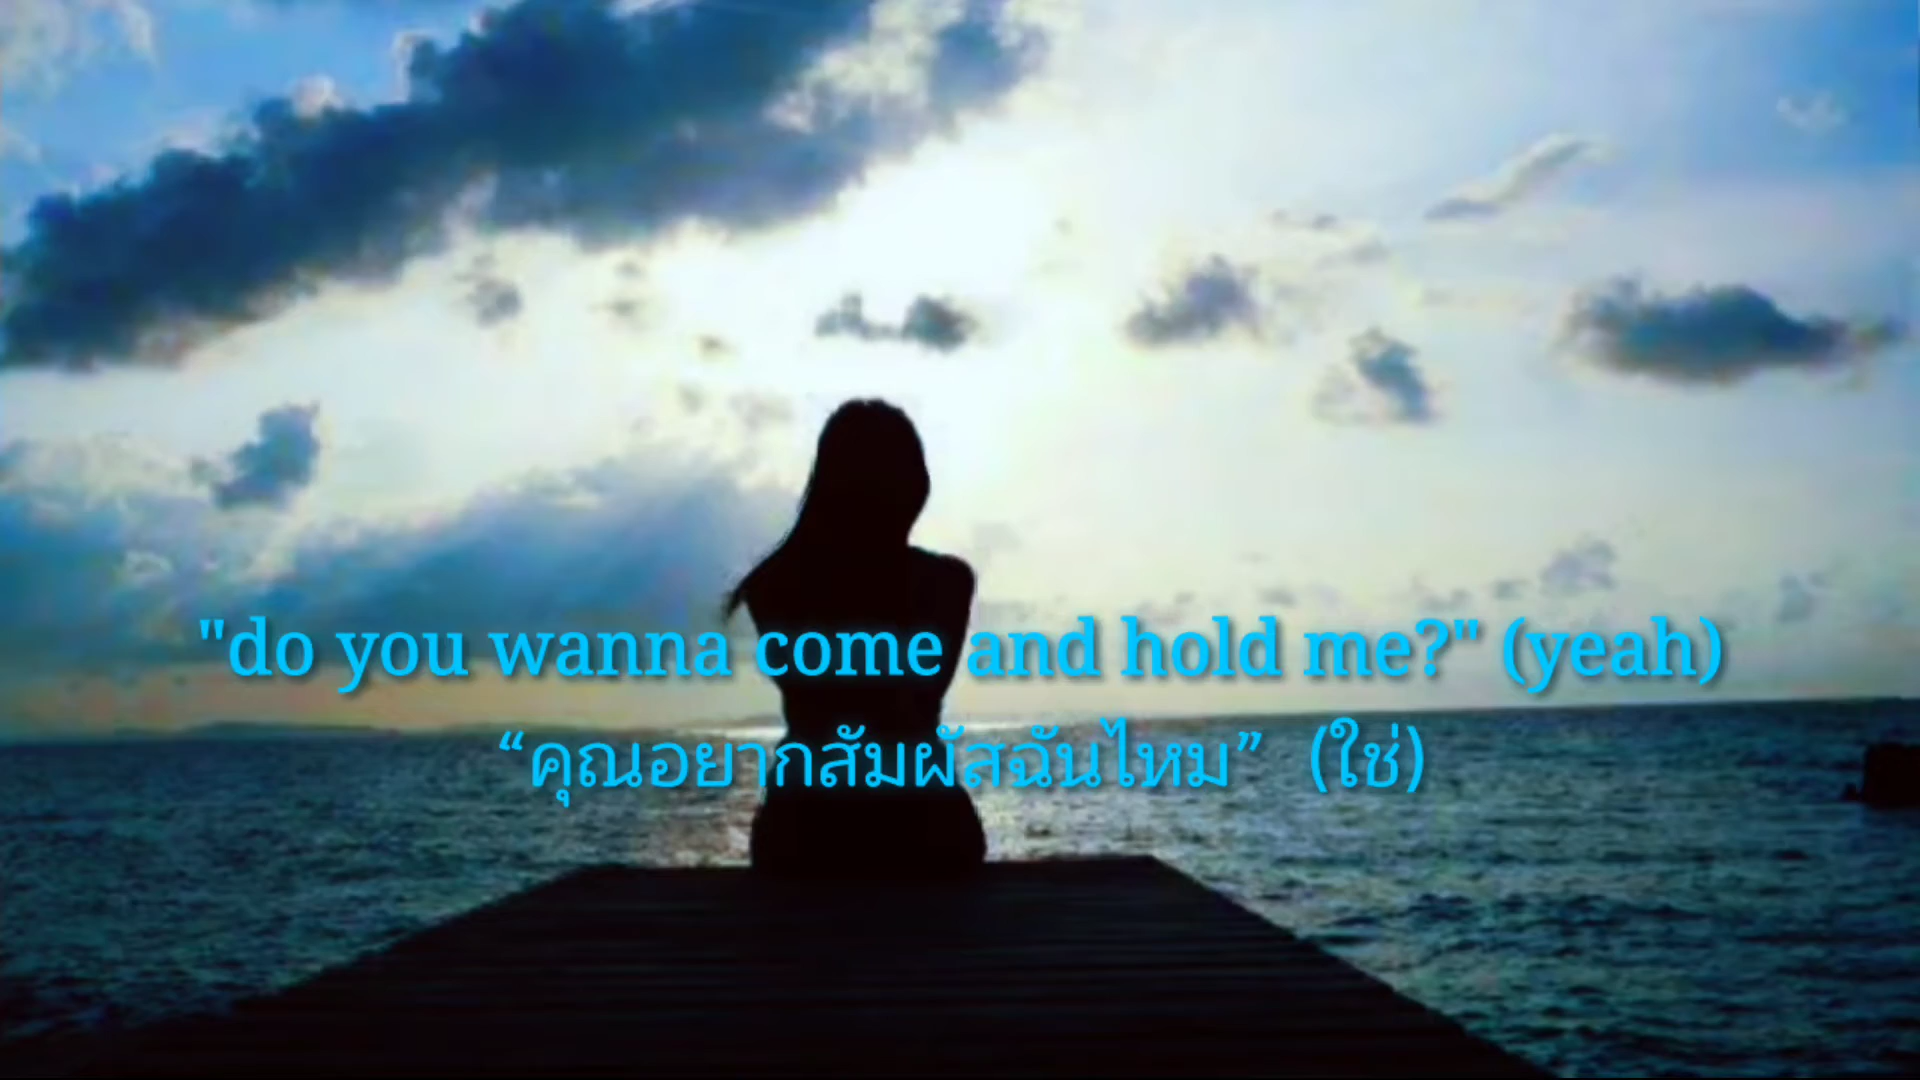 "do you wanna come and hold me?" (yeah)
“คุณอยากสัมผัสฉันไหม” (ใช่)